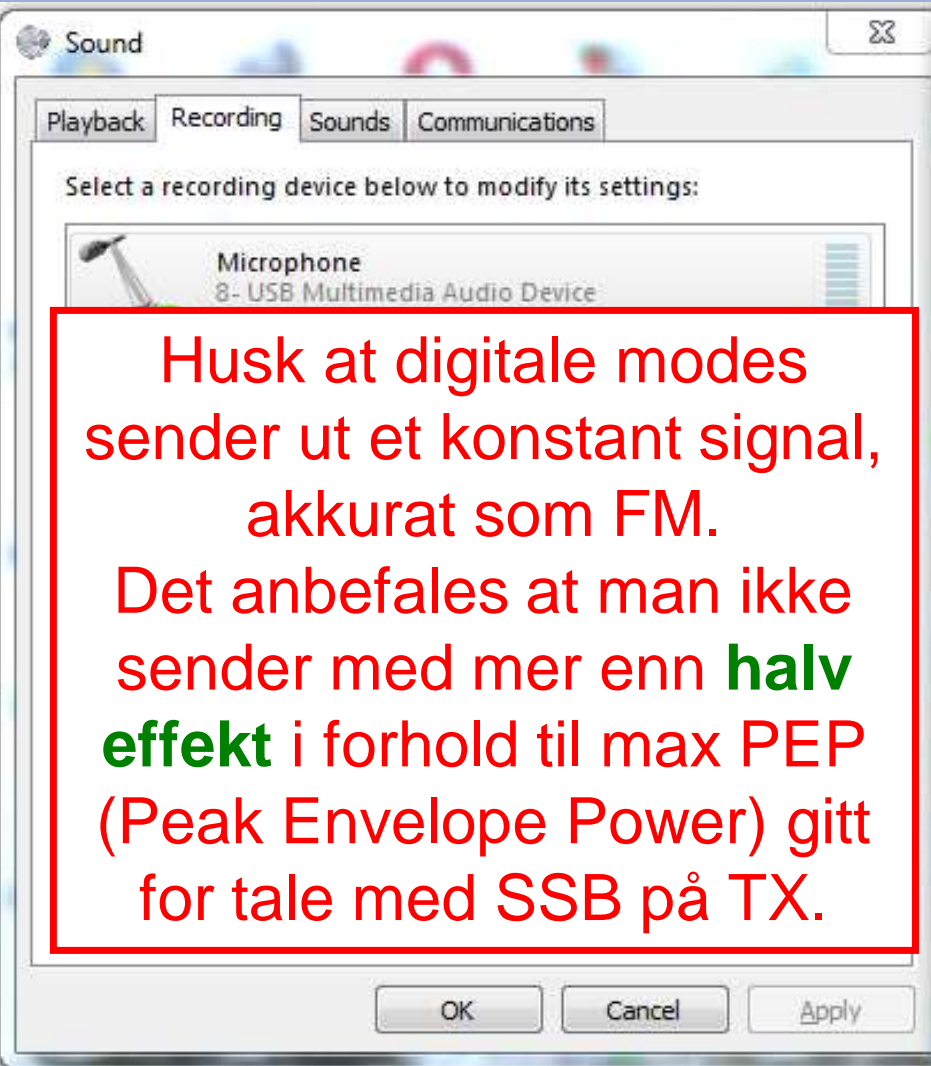 Sound
Playback Recording Sounds Communications
Select a recording device below to modify its settings:
Microphone
8- USB Multimedia Audio Device
Husk at digitale modes
sender ut et konstant signal,
akkurat som FM.
Det anbefales at man ikke
sender med mer enn halv
effekt i forhold til max PEP
(Peak Envelope Power) gitt
for tale med SSB på TX.
OK Cancel Apply